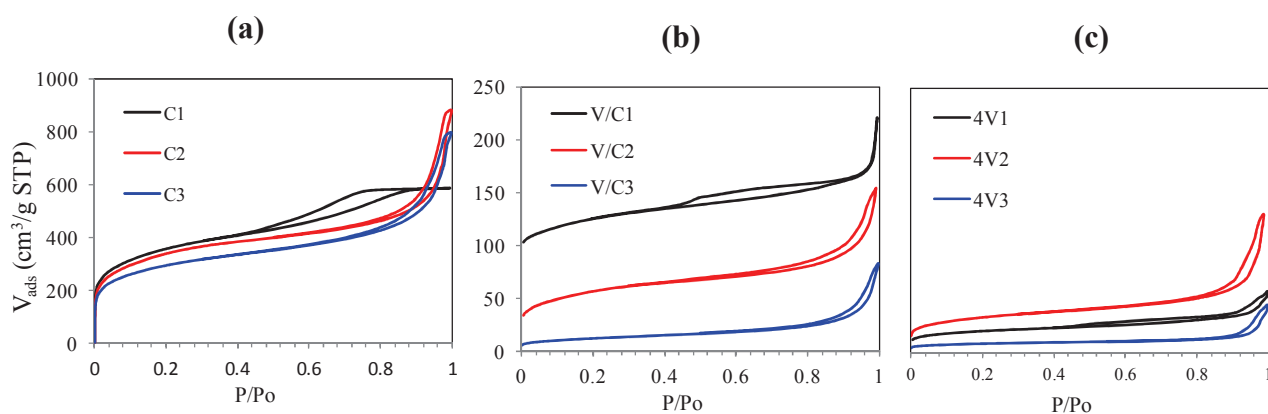 (a)
1000
800
600
400
200
0
V_ads (cm³/g STP)
C1
C2
C3
0 0.2 0.4 0.6 0.8 1
P/Po
(b)
250
200
150
100
50
0
V/C1
V/C2
V/C3
0 0.2 0.4 0.6 0.8 1
P/Po
(c)
4V1
4V2
4V3
0 0.2 0.4 0.6 0.8 1
P/Po